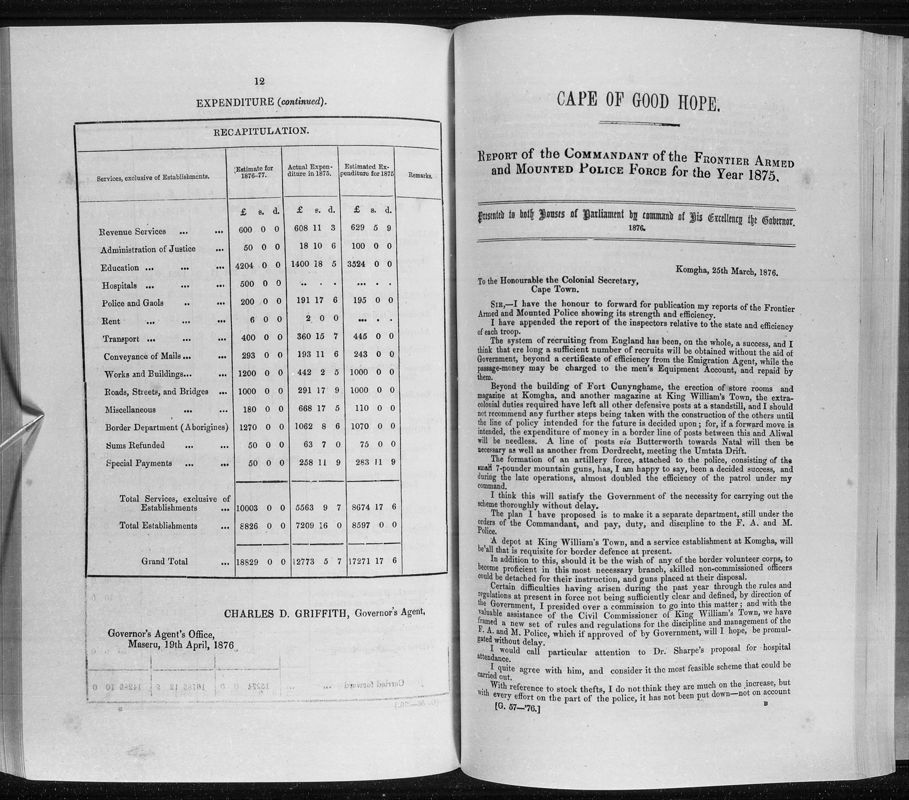 12
EXPENDITURE (continued).
RECAPITULATION.
Services, exclusive of Establishments. Estimate for 1876-77. Actual Expenditure in 1875. Estimated Expenditure for 1875 Remarks.
£ s. d. £ s. d. £ s. d.
Revenue Services ... ... 600 0 0 608 11 3 629 5 9
Administration of Justice ... 50 0 0 18 10 6 100 0 0
Education ... ... ... 4204 0 0 1400 18 5 3524 0 0
Hospitals ... ... ... 500 0 0 .. . . ... . .
Police and Gaols .. ... 200 0 0 191 17 6 195 0 0
Rent ... ... ... 6 0 0 2 0 0 ... . .
Transport ... ... ... 400 0 0 360 15 7 445 0 0
Conveyance of Mails ... ... 293 0 0 193 11 6 243 0 0
Works and Buildings... ... 1200 0 0 442 2 5 1000 0 0
Roads, Streets, and Bridges ... 1000 0 0 291 17 9 1000 0 0
Miscellaneous ... ... 180 0 0 668 17 5 110 0 0
Border Department (Aborigines) 1270 0 0 1062 8 6 1070 0 0
Sums Refunded ... ... 50 0 0 63 7 0 75 0 0
Special Payments ... ... 50 0 0 258 11 9 283 11 9
Total Services, exclusive of
Establishments ... 10003 0 0 5563 9 7 8674 17 6
Total Establishments ... 8826 0 0 7209 16 0 8597 0 0
Grand Total ... 18829 0 0 12773 5 7 17271 17 6
CHARLES D. GRIFFITH, Governor's Agent,
Governor's Agent's Office,
Maseru, 19th April, 1876
CAPE OF GOOD HOPE.
REPORT of the COMMANDANT of the FRONTIER ARMED
and MOUNTED POLICE FORCE for the Year 1875.
Presented to both Houses of Parliament by command of His Excellency the Governor.
1876.
Komgha, 25th March, 1876.
To the Honourable the Colonial Secretary,
Cape Town.
SIR,—I have the honour to forward for publication my reports of the Frontier
Armed and Mounted Police showing its strength and efficiency.
I have appended the report of the inspectors relative to the state and efficiency
of each troop.
The system of recruiting from England has been, on the whole, a success, and I
think that ere long a sufficient number of recruits will be obtained without the aid of
Government, beyond a certificate of efficiency from the Emigration Agent, while the
passage-money may be charged to the men's Equipment Account, and repaid by
them.
Beyond the building of Fort Cunynghame, the erection of store rooms and
magazine at Komgha, and another magazine at King William's Town, the extra-
colonial duties required have left all other defensive posts at a standstill, and I should
not recommend any further steps being taken with the construction of the others until
the line of policy intended for the future is decided upon; for, if a forward move is
intended, the expenditure of money in a border line of posts between this and Aliwal
will be needless. A line of posts via Butterworth towards Natal will then be
necessary as well as another from Dordrecht, meeting the Umtata Drift.
The formation of an artillery force, attached to the police, consisting of the
small 7-pounder mountain guns, has, I am happy to say, been a decided success, and
during the late operations, almost doubled the efficiency of the patrol under my
command.
I think this will satisfy the Government of the necessity for carrying out the
scheme thoroughly without delay.
The plan I have proposed is to make it a separate department, still under the
orders of the Commandant, and pay, duty, and discipline to the F. A. and M.
Police.
A depot at King William's Town, and a service establishment at Komgha, will
be all that is requisite for border defence at present.
In addition to this, should it be the wish of any of the border volunteer corps, to
become proficient in this most necessary branch, skilled non-commissioned officers
could be detached for their instruction, and guns placed at their disposal.
Certain difficulties having arisen during the past year through the rules and
regulations at present in force not being sufficiently clear and defined, by direction of
the Government, I presided over a commission to go into this matter; and with the
valuable assistance of the Civil Commissioner of King William's Town, we have
framed a new set of rules and regulations for the discipline and management of the
F. A. and M. Police, which if approved of by Government, will I hope, be promul-
gated without delay.
I would call particular attention to Dr. Sharpe's proposal for hospital
attendance.
I quite agree with him, and consider it the most feasible scheme that could be
carried out.
With reference to stock thefts, I do not think they are much on the increase, but
with every effort on the part of the police, it has not been put down—not on account
[G. 57—'76.] B